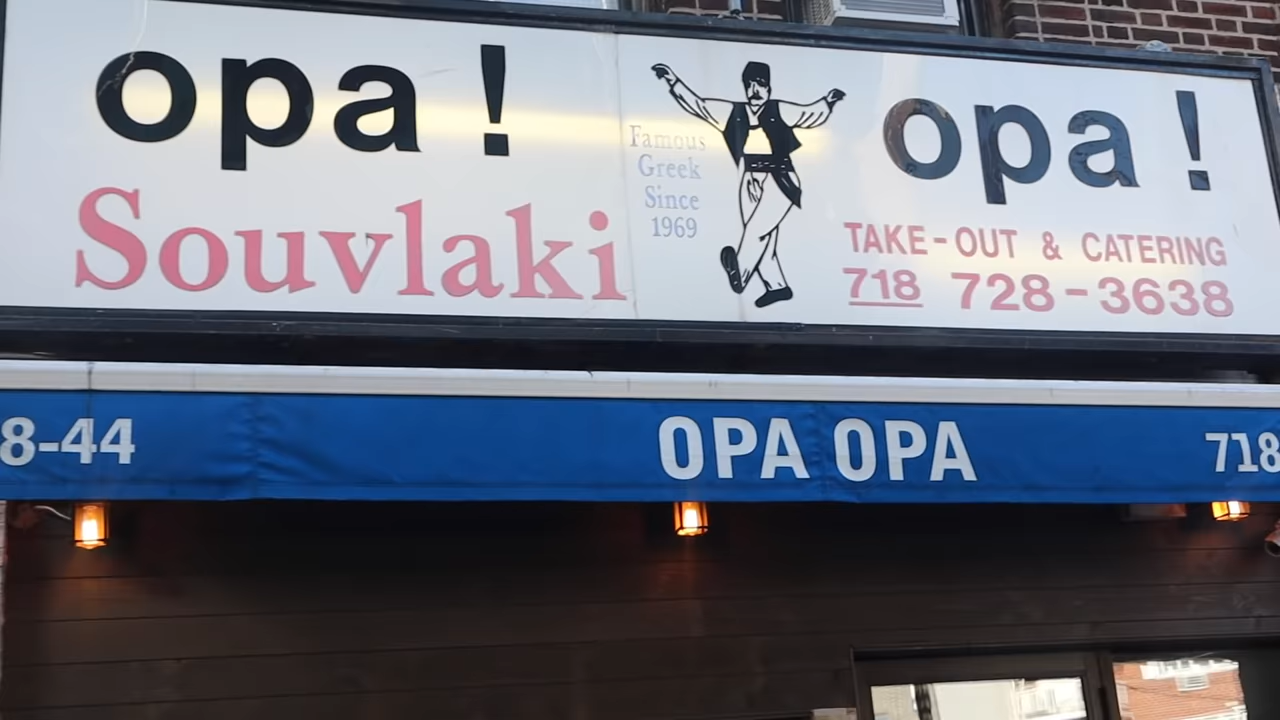 opa! opa!
Souvlaki
Famous
Greek
Since
1969
TAKE-OUT & CATERING
718 728-3638
8-44 OPA OPA 718